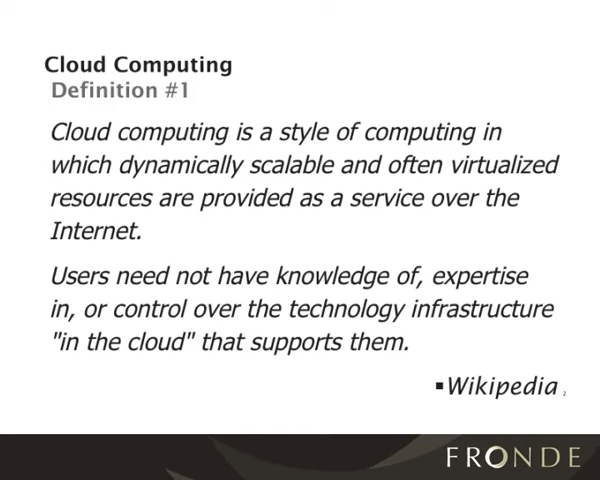 Cloud Computing
Definition #1
Cloud computing is a style of computing in
which dynamically scalable and often virtualized
resources are provided as a service over the
Internet.
Users need not have knowledge of, expertise
in, or control over the technology infrastructure
"in the cloud" that supports them.
▪Wikipedia 2
FRONDE